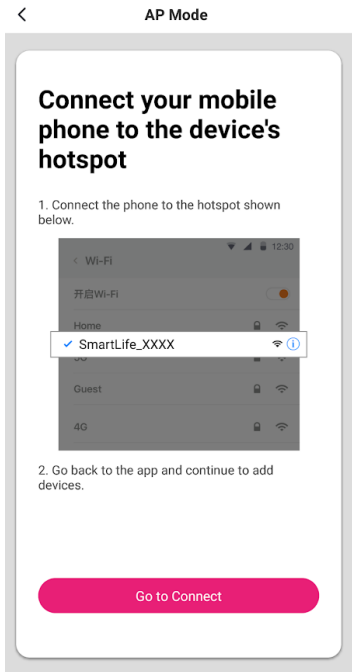 AP Mode
Connect your mobile
phone to the device's
hotspot
1. Connect the phone to the hotspot shown
below.
12:30
Wi-Fi
开启Wi-Fi
Home
SmartLife_XXXX
5G
Guest
4G
2. Go back to the app and continue to add
devices.
Go to Connect